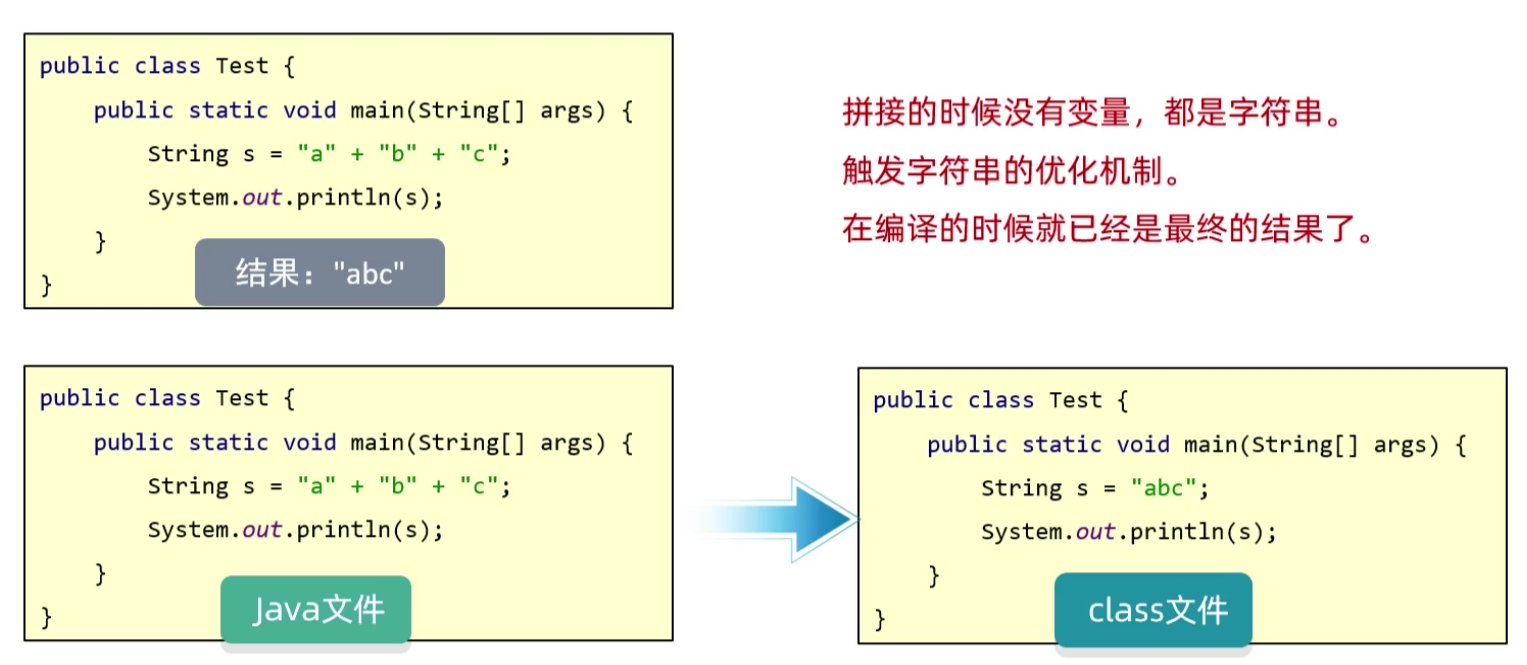 public class Test {
    public static void main(String[] args) {
        String s = "a" + "b" + "c";
        System.out.println(s);
    }
}
结果："abc"
拼接的时候没有变量，都是字符串。
触发字符串的优化机制。
在编译的时候就已经是最终的结果了。
public class Test {
    public static void main(String[] args) {
        String s = "a" + "b" + "c";
        System.out.println(s);
    }
}
Java文件
public class Test {
    public static void main(String[] args) {
        String s = "abc";
        System.out.println(s);
    }
}
class文件